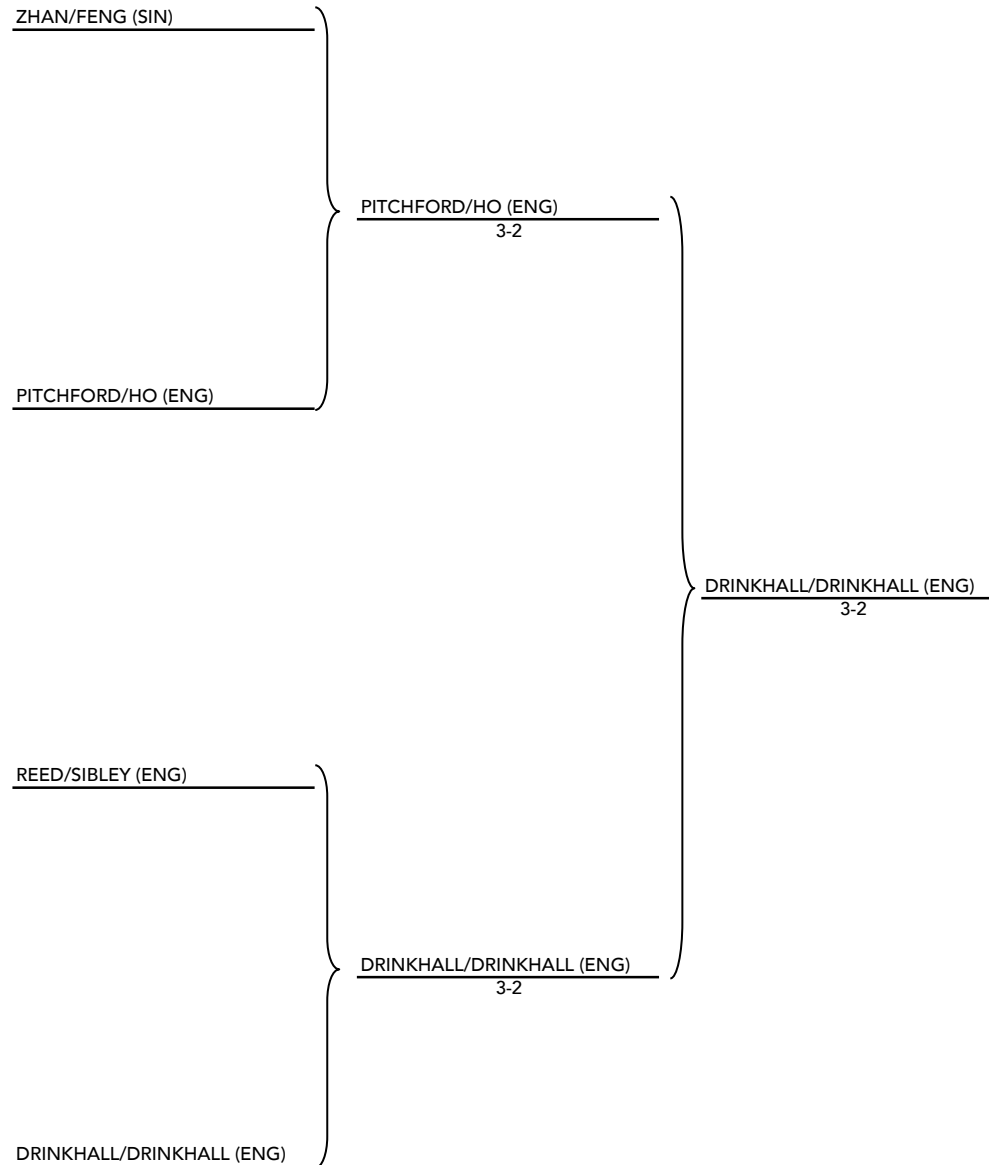 ZHAN/FENG (SIN)
PITCHFORD/HO (ENG)
3-2
PITCHFORD/HO (ENG)
DRINKHALL/DRINKHALL (ENG)
3-2
REED/SIBLEY (ENG)
DRINKHALL/DRINKHALL (ENG)
3-2
DRINKHALL/DRINKHALL (ENG)